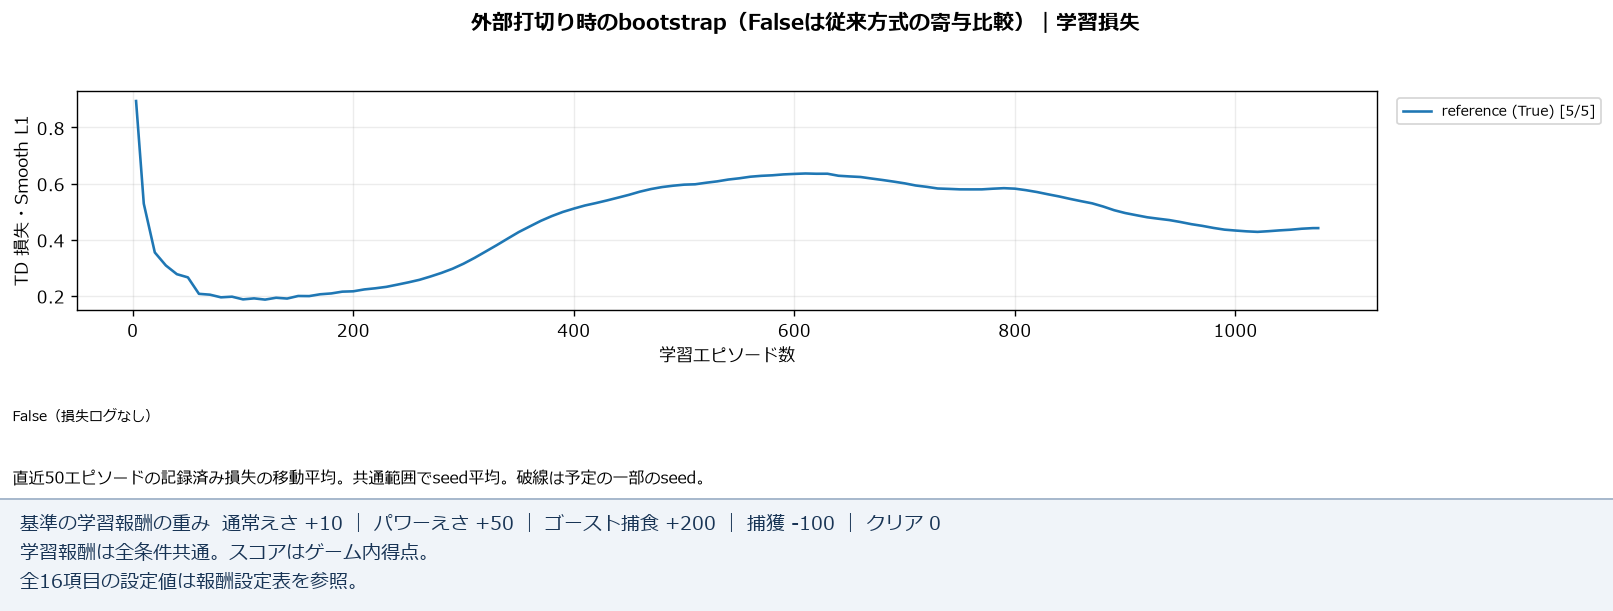 外部打切り時のbootstrap（Falseは従来方式の寄与比較）｜学習損失
TD 損失・Smooth L1
0.8
0.6
0.4
0.2
0
200
400
600
800
1000
学習エピソード数
reference (True) [5/5]
False（損失ログなし）
直近50エピソードの記録済み損失の移動平均。共通範囲でseed平均。破線は予定の一部のseed。
基準の学習報酬の重み 通常えさ +10 ｜ パワーえさ +50 ｜ ゴースト捕食 +200 ｜ 捕獲 -100 ｜ クリア 0
学習報酬は全条件共通。スコアはゲーム内得点。
全16項目の設定値は報酬設定表を参照。